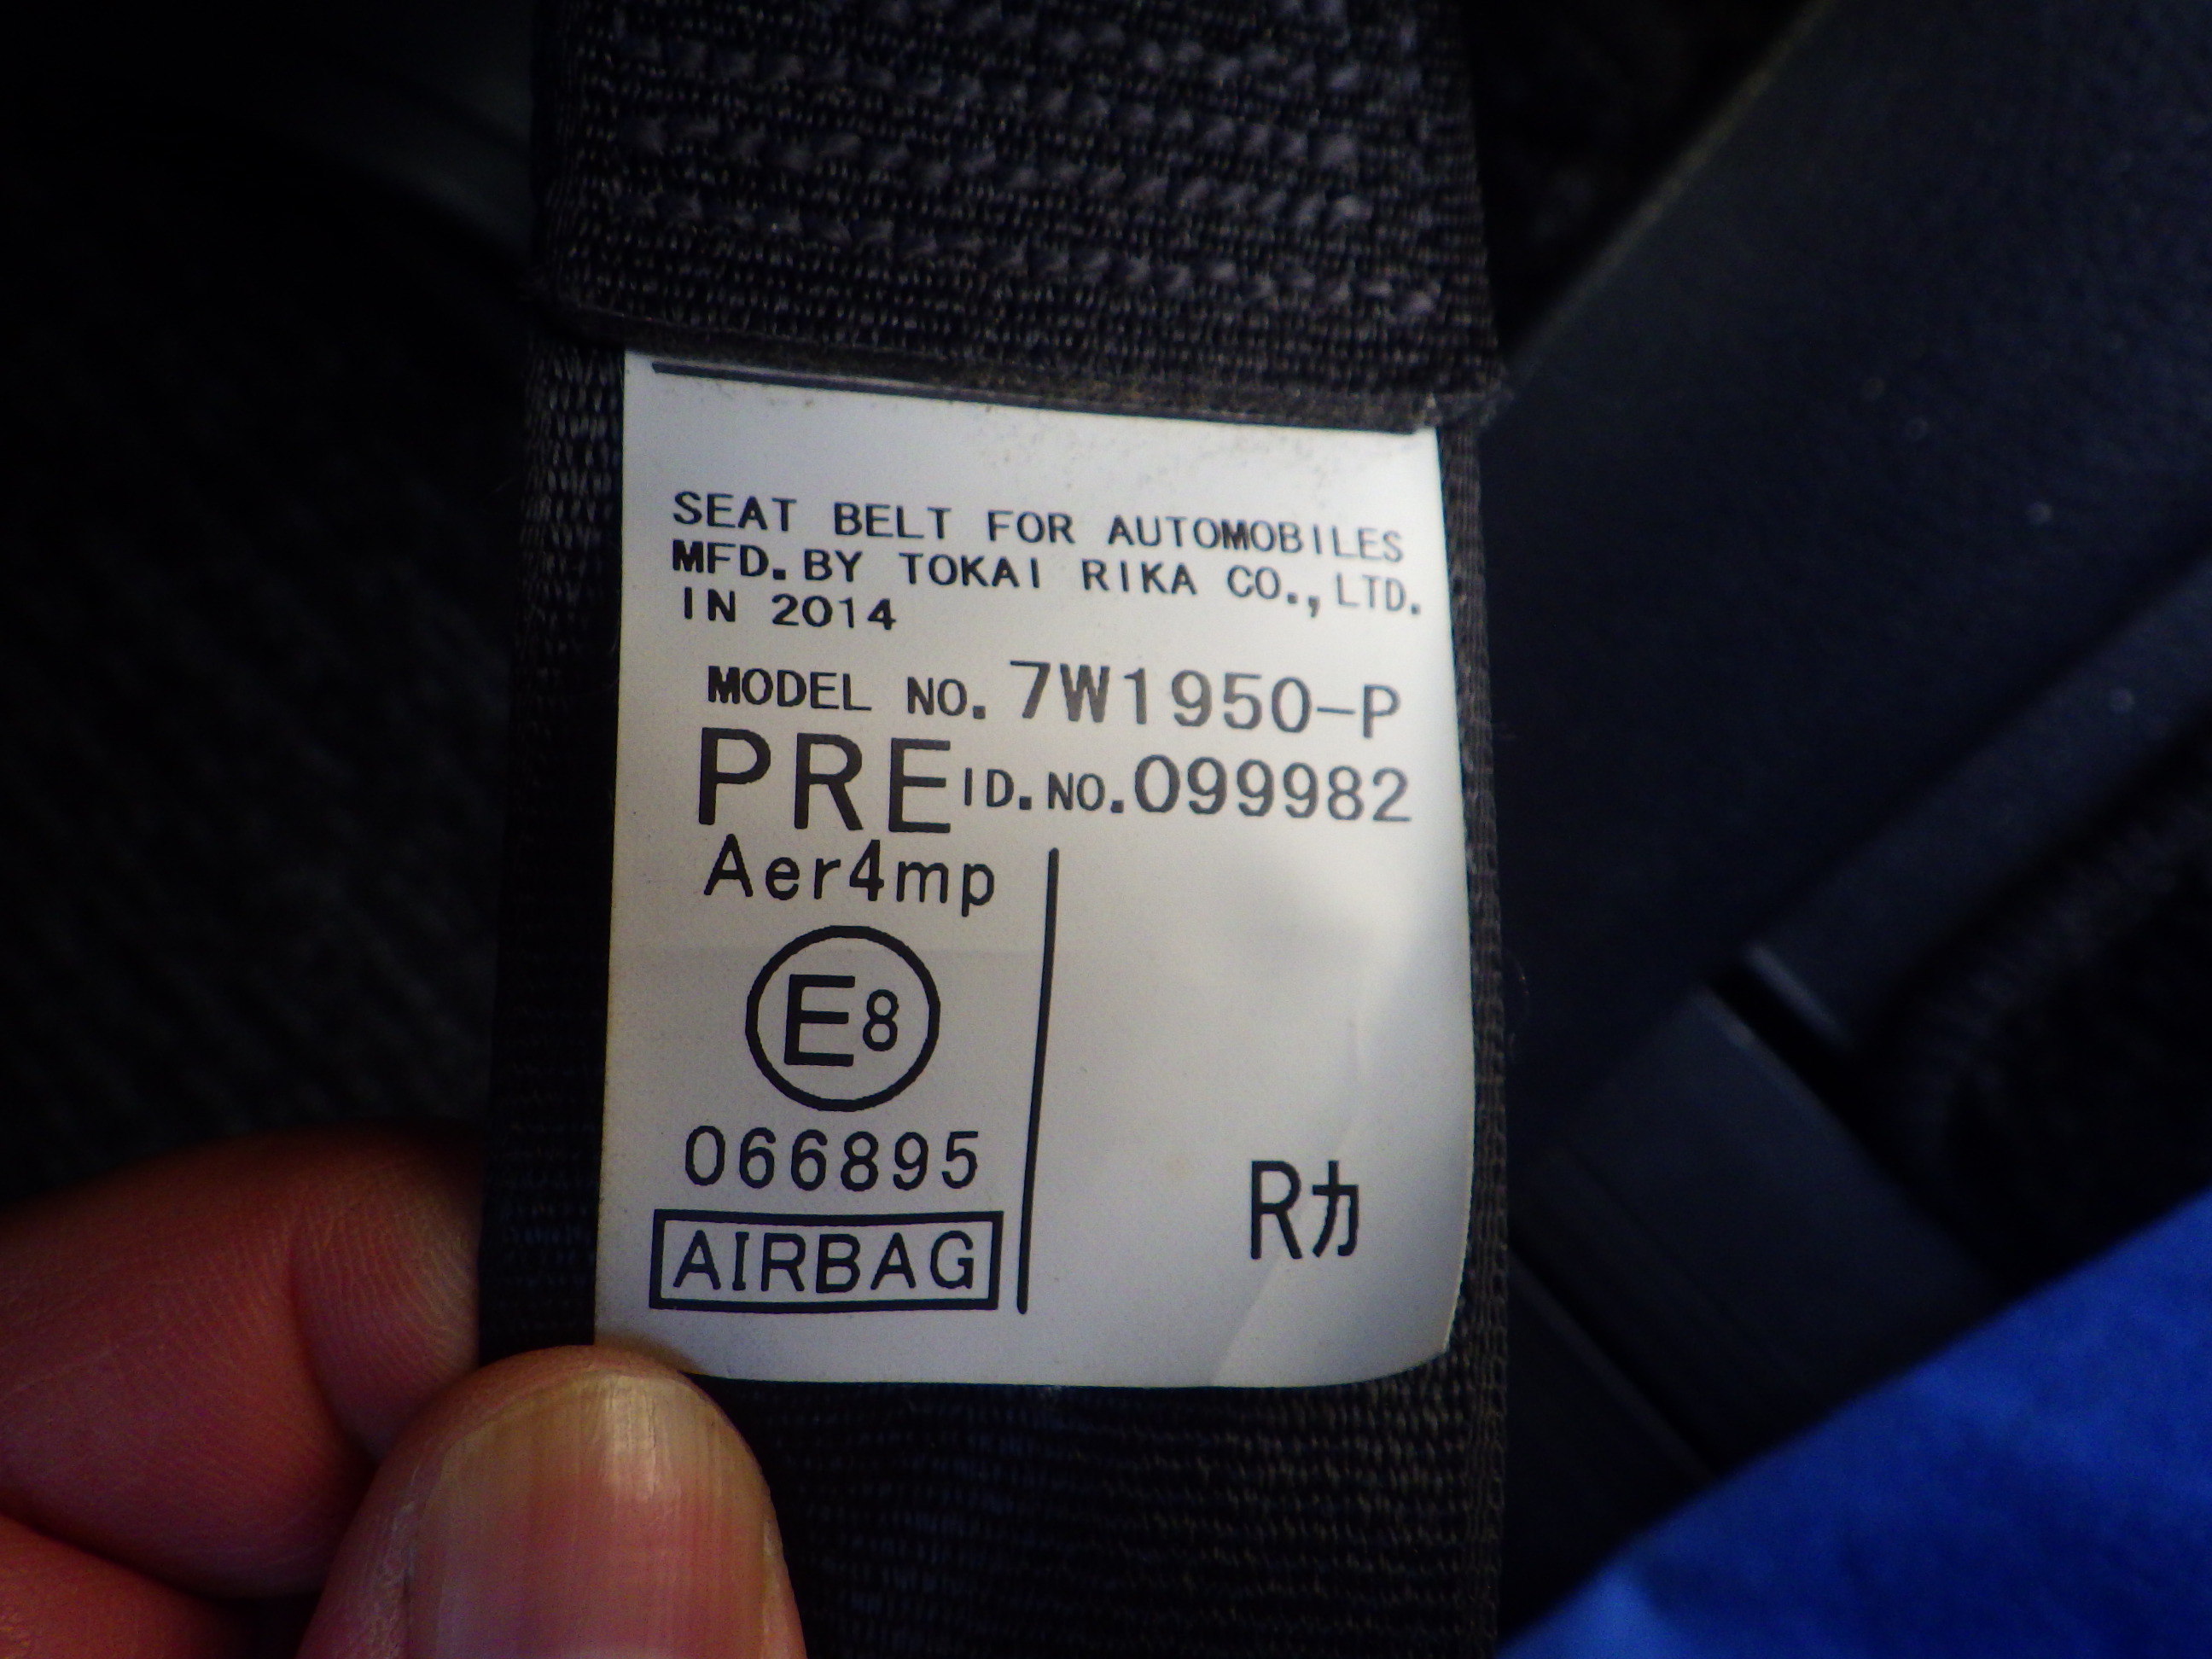 SEAT BELT FOR AUTOMOBILES
MFD. BY TOKAI RIKA CO., LTD.
IN 2014
MODEL NO. 7W1950-P
PRE ID. NO. 099982
Aer4mp
E8
066895
AIRBAG
Rカ